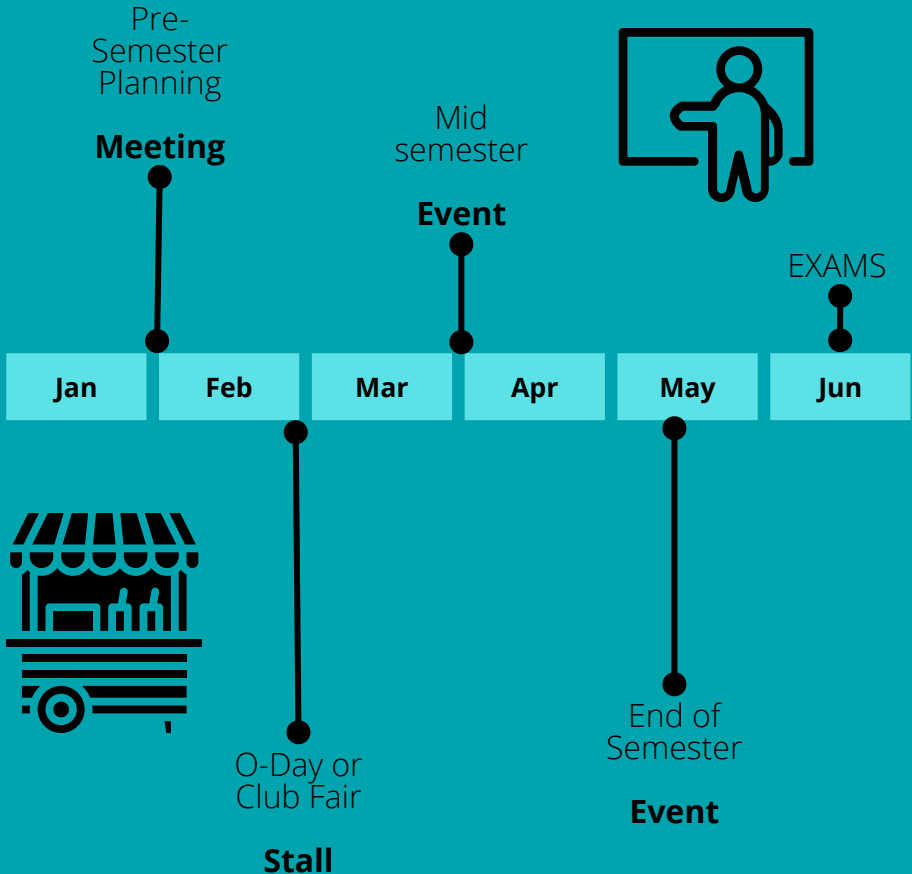 Pre-
Semester
Planning
Meeting
Mid
semester
Event
EXAMS
Jan
Feb
Mar
Apr
May
Jun
O-Day or
Club Fair
Stall
End of
Semester
Event